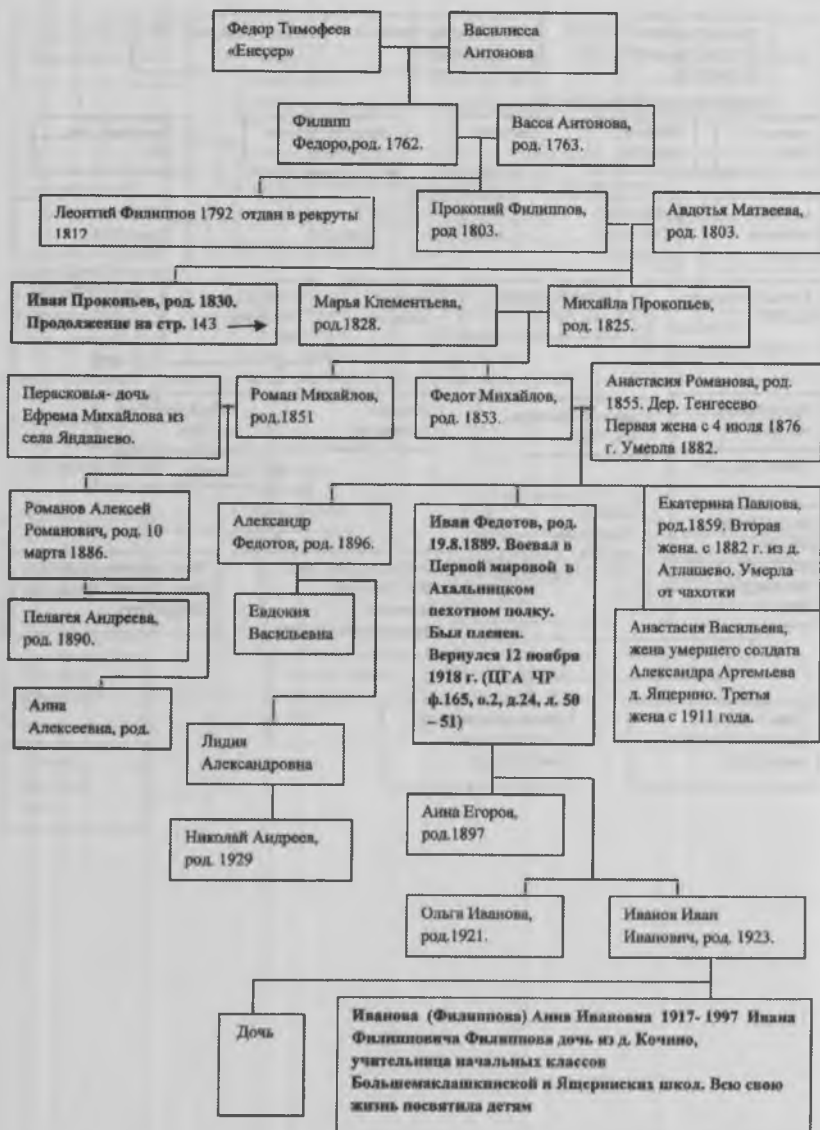 Федор Тимофеев
«Енеçер»
Василисса
Антонова
Филипп
Федоро,род. 1762.
Васса Антонова,
род. 1763.
Леонтий Филиппов 1792 отдан в рекруты
1812
Прокопий Филиппов,
род 1803.
Авдотья Матвеева,
род. 1803.
Иван Прокопьев, род. 1830.
Продолжение на стр. 143
Марья Клементьева,
род.1828.
Михайла Прокопьев,
род. 1825.
Перасковья- дочь
Ефрема Михайлова из
села Яндашево.
Роман Михайлов,
род.1851
Федот Михайлов,
род. 1853.
Анастасия Романова, род.
1855. Дер. Тенгесево
Первая жена с 4 июля 1876
г. Умерла 1882.
Романов Алексей
Романович, род. 10
марта 1886.
Александр
Федотов, род. 1896.
Иван Федотов, род.
19.8.1889. Воевал в
Первой мировой в
Ахальницком
пехотном полку.
Был пленен.
Вернулся 12 ноября
1918 г. (ЦГА ЧР
ф.165, о.2, д.24, л. 50
– 51)
Екатерина Павлова,
род.1859. Вторая
жена. с 1882 г. из д.
Атлашево. Умерла
от чахотки
Пелагея Андреева,
род. 1890.
Евдокия
Васильевна
Анастасия Васильева,
жена умершего солдата
Александра Артемьева
д. Ящерино. Третья
жена с 1911 года.
Анна
Алексеевна, род.
Лидия
Александровна
Николай Андреев,
род. 1929
Анна Егоров,
род.1897
Ольга Иванова,
род.1921.
Иванов Иван
Иванович, род. 1923.
Дочь
Иванова (Филиппова) Анна Ивановна 1917- 1997 Ивана
Филипповича Филиппова дочь из д. Кочино,
учительница начальных классов
Большемаклашкинской и Ящеринских школ. Всю свою
жизнь посвятила детям